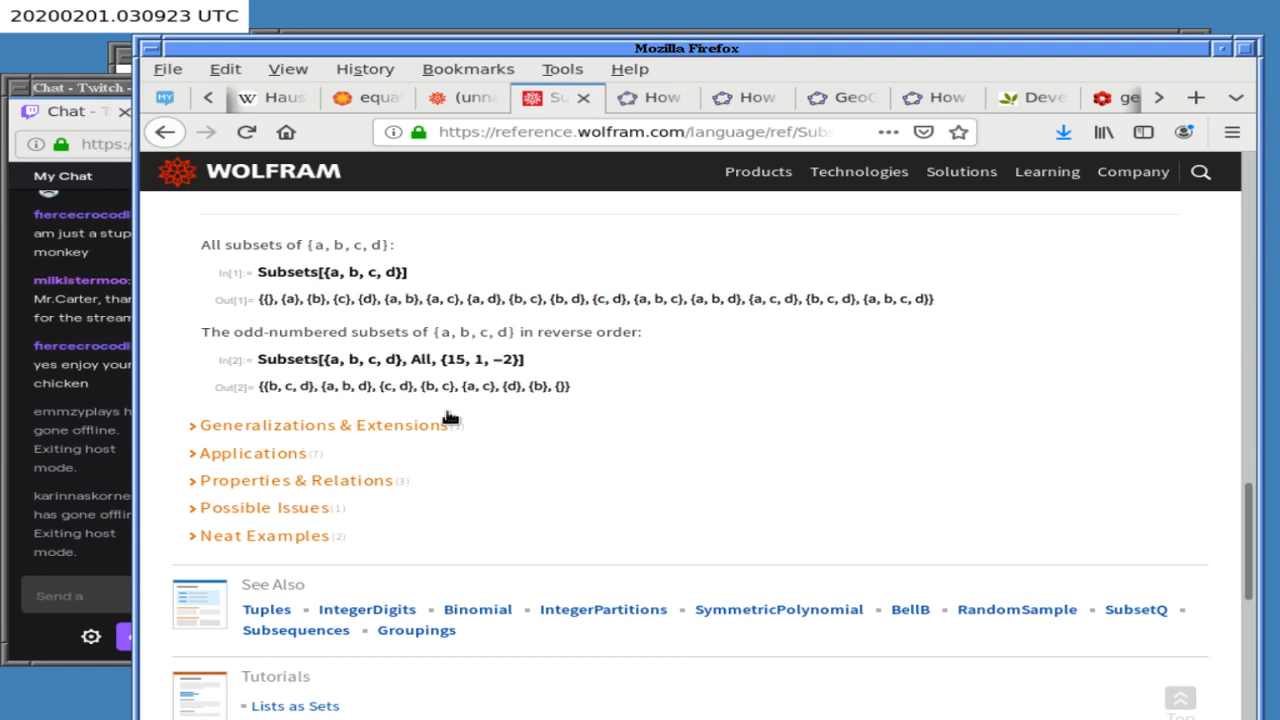 20200201.030923 UTC
Mozilla Firefox
File Edit View History Bookmarks Tools Help
Chat - Twitch -
Chat - T
Haus equa (unna Su How How GeoG How Deve ge
https:/
https://reference.wolfram.com/language/ref/Subs
WOLFRAM
Products Technologies Solutions Learning Company
My Chat
fiercecrocodi
am just a stup
monkey
milkistermoo:
Mr.Carter, than
for the stream
fiercecrocodi
yes enjoy your
chicken
emmzyplays h
gone offline.
Exiting host
mode.
karinnaskorne
has gone offlin
Exiting host
mode.
Send a
All subsets of {a, b, c, d}:
In[1]:= Subsets[{a, b, c, d}]
Out[1]= {{}, {a}, {b}, {c}, {d}, {a, b}, {a, c}, {a, d}, {b, c}, {b, d}, {c, d}, {a, b, c}, {a, b, d}, {a, c, d}, {b, c, d}, {a, b, c, d}}
The odd-numbered subsets of {a, b, c, d} in reverse order:
In[2]:= Subsets[{a, b, c, d}, All, {15, 1, −2}]
Out[2]= {{b, c, d}, {a, b, d}, {c, d}, {b, c}, {a, c}, {d}, {b}, {}}
Generalizations & Extensions
Applications (7)
Properties & Relations (3)
Possible Issues (1)
Neat Examples (2)
See Also
Tuples ▪ IntegerDigits ▪ Binomial ▪ IntegerPartitions ▪ SymmetricPolynomial ▪ BellB ▪ RandomSample ▪ SubsetQ ▪
Subsequences ▪ Groupings
Tutorials
▪ Lists as Sets
Top